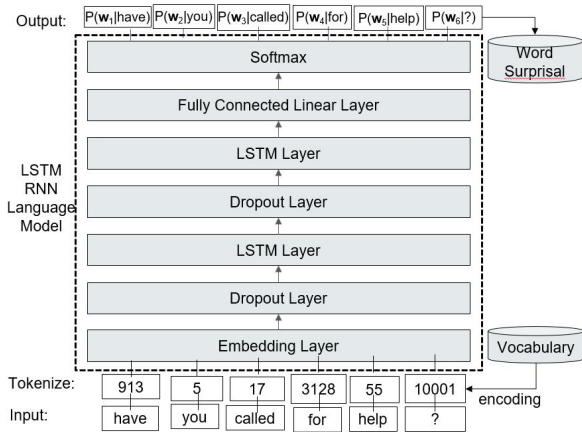 Output: P(w1|have) P(w2|you) P(w3|called) P(w4|for) P(w5|help) P(w6|?)
Softmax
Word
Surprisal
Fully Connected Linear Layer
LSTM Layer
LSTM
RNN
Language
Model
Dropout Layer
LSTM Layer
Dropout Layer
Embedding Layer
Vocabulary
Tokenize: 913 5 17 3128 55 10001
encoding
Input: have you called for help ?